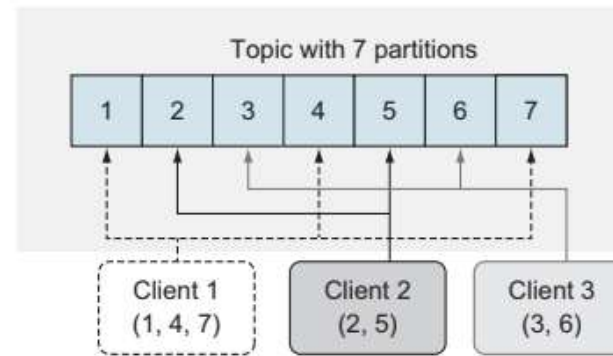 Topic with 7 partitions
1 2 3 4 5 6 7
Client 1 Client 2 Client 3
(1, 4, 7) (2, 5) (3, 6)